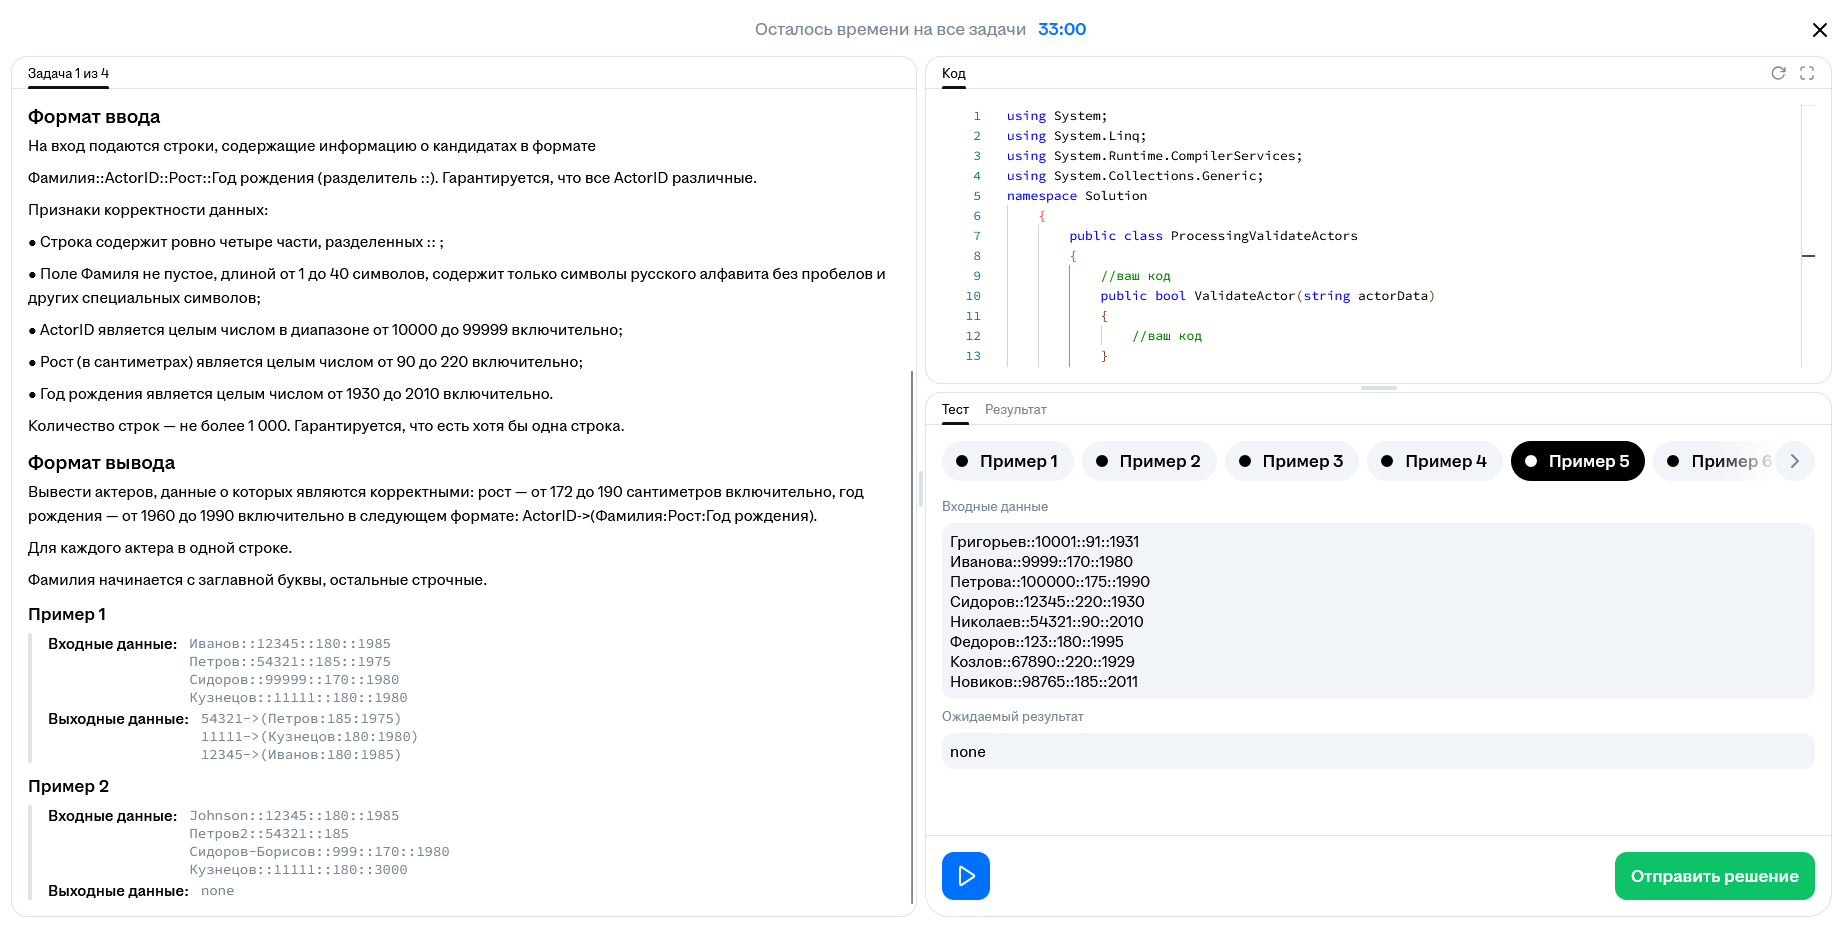 Осталось времени на все задачи 33:00
Задача 1 из 4
Формат ввода
На вход подаются строки, содержащие информацию о кандидатах в формате
Фамилия::ActorID::Рост::Год рождения (разделитель ::). Гарантируется, что все ActorID различные.
Признаки корректности данных:
● Строка содержит ровно четыре части, разделенных :: ;
● Поле Фамиля не пустое, длиной от 1 до 40 символов, содержит только символы русского алфавита без пробелов и
других специальных символов;
● ActorID является целым числом в диапазоне от 10000 до 99999 включительно;
● Рост (в сантиметрах) является целым числом от 90 до 220 включительно;
● Год рождения является целым числом от 1930 до 2010 включительно.
Количество строк — не более 1 000. Гарантируется, что есть хотя бы одна строка.
Формат вывода
Вывести актеров, данные о которых являются корректными: рост — от 172 до 190 сантиметров включительно, год
рождения — от 1960 до 1990 включительно в следующем формате: ActorID->(Фамилия:Рост:Год рождения).
Для каждого актера в одной строке.
Фамилия начинается с заглавной буквы, остальные строчные.
Пример 1
Входные данные: Иванов::12345::180::1985
Петров::54321::185::1975
Сидоров::99999::170::1980
Кузнецов::11111::180::1980
Выходные данные: 54321->(Петров:185:1975)
11111->(Кузнецов:180:1980)
12345->(Иванов:180:1985)
Пример 2
Входные данные: Johnson::12345::180::1985
Петров2::54321::185
Сидоров-Борисов::999::170::1980
Кузнецов::11111::180::3000
Выходные данные: none
Код
1 using System;
2 using System.Linq;
3 using System.Runtime.CompilerServices;
4 using System.Collections.Generic;
5 namespace Solution
6 {
7 public class ProcessingValidateActors
8 {
9 //ваш код
10 public bool ValidateActor(string actorData)
11 {
12 //ваш код
13 }
Тест Результат
Пример 1 Пример 2 Пример 3 Пример 4 Пример 5 Пример 6
Входные данные
Григорьев::10001::91::1931
Иванова::9999::170::1980
Петрова::100000::175::1990
Сидоров::12345::220::1930
Николаев::54321::90::2010
Федоров::123::180::1995
Козлов::67890::220::1929
Новиков::98765::185::2011
Ожидаемый результат
none
Отправить решение